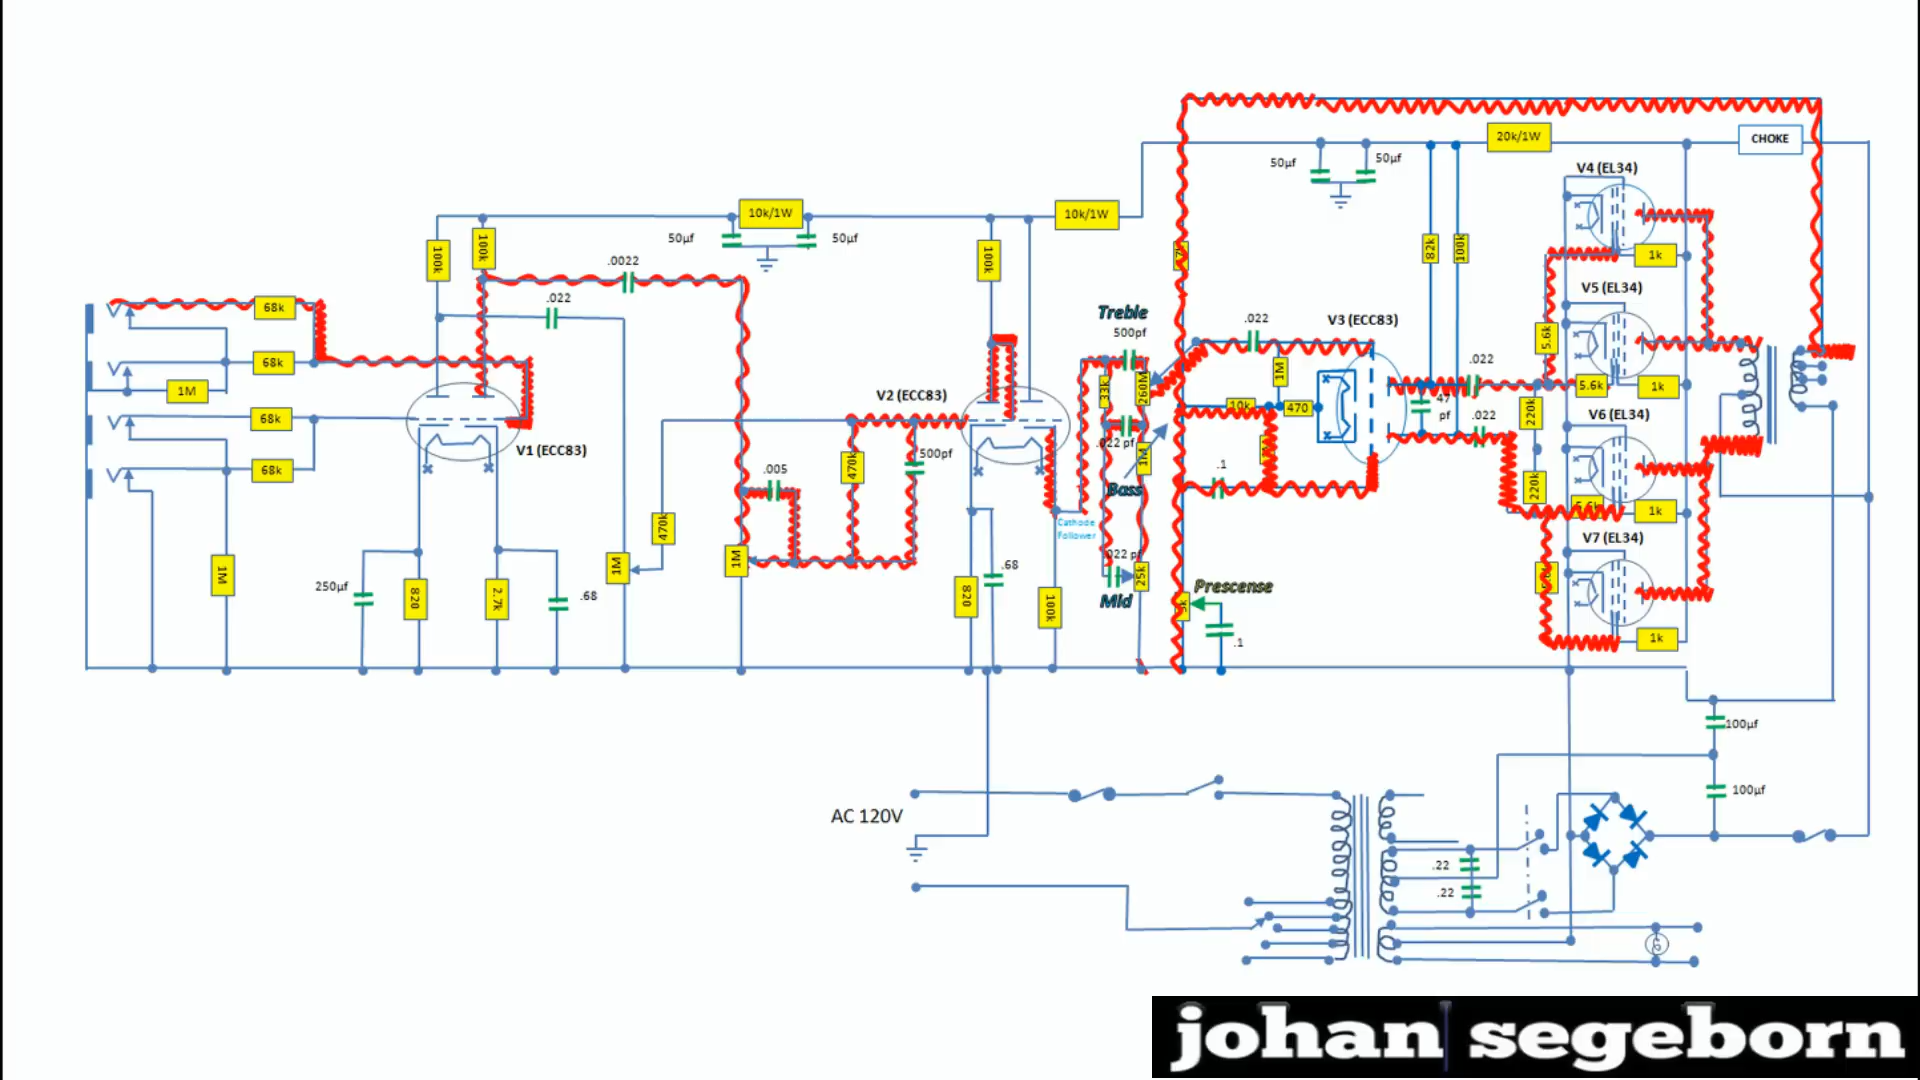 20k/1W
CHOKE
50µf
50µf
V4 (EL34)
10k/1W
10k/1W
50µf
50µf
100k
100k
100k
82k
100k
1k
.0022
V5 (EL34)
.022
68k
Treble
500pf
.022
V3 (ECC83)
5.6k
.022
68k
1M
33k
260M
1M
5.6k
1k
1M
V2 (ECC83)
10k
470
47
pf
.022
220k
V6 (EL34)
68k
V1 (ECC83)
.022 pf
500pf
470k
1M
68k
.005
.1
Bass
220k
1k
470k
Cathode
Follower
V7 (EL34)
1M
1M
1M
.68
.022 pf
25k
Mid
Prescense
250µf
820
2.7k
.68
820
100k
.1
1k
100µf
100µf
AC 120V
.22
.22
johan segeborn